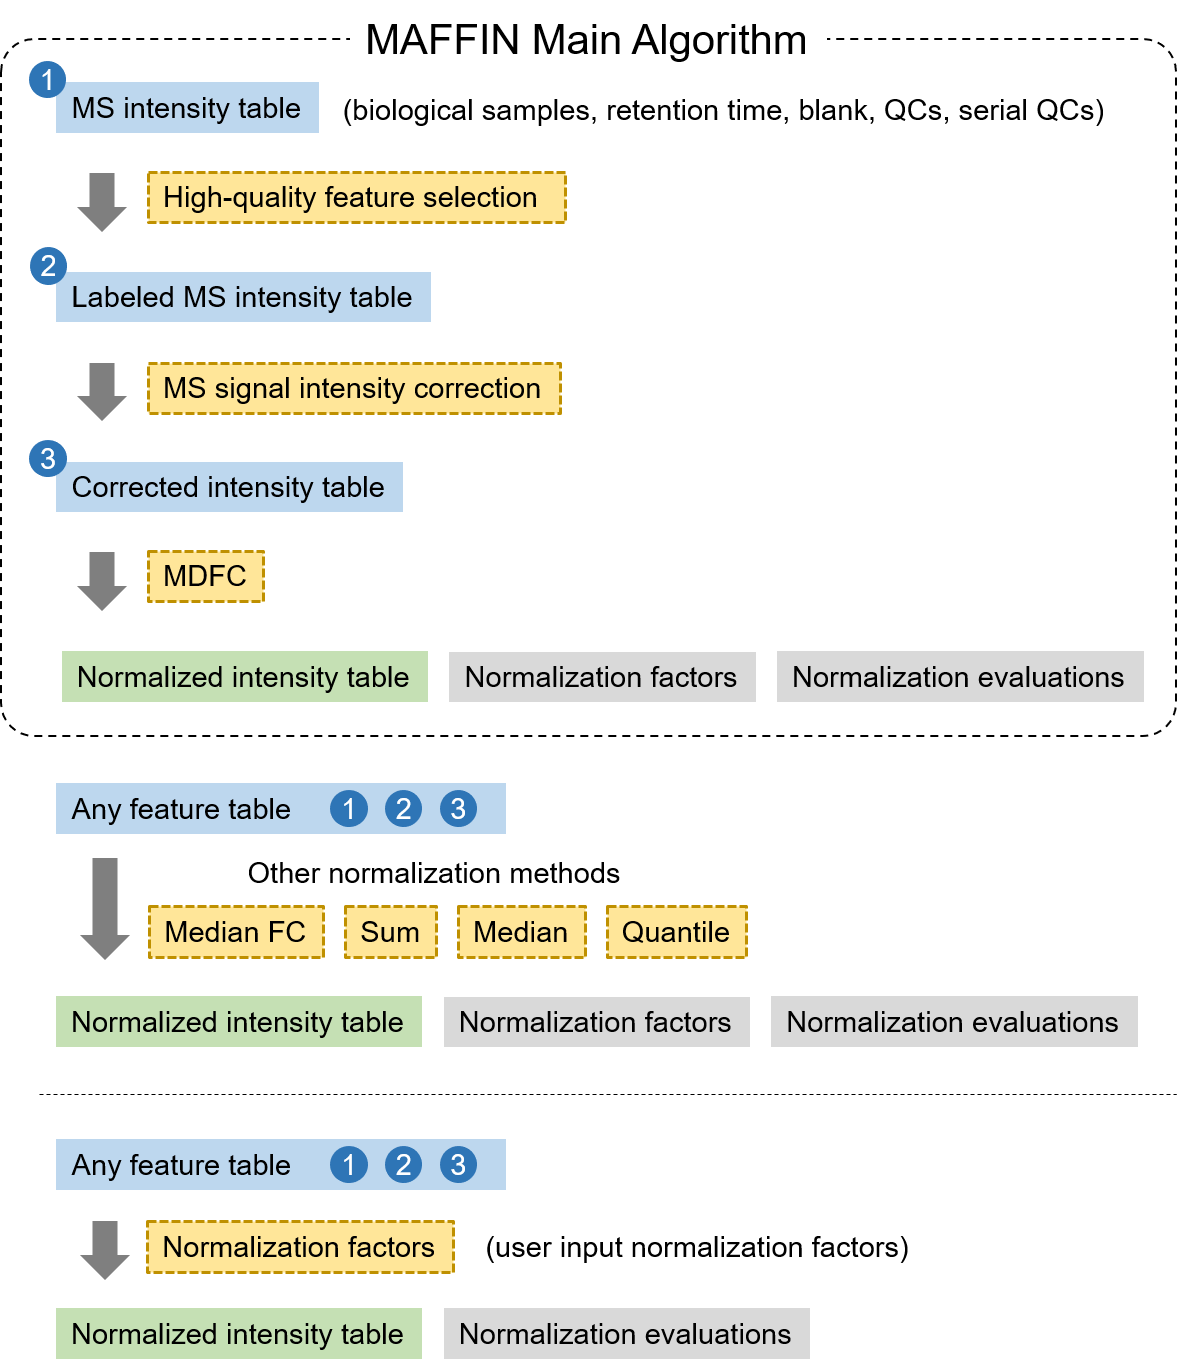 MAFFIN Main Algorithm
1
MS intensity table (biological samples, retention time, blank, QCs, serial QCs)
High-quality feature selection
2
Labeled MS intensity table
MS signal intensity correction
3
Corrected intensity table
MDFC
Normalized intensity table Normalization factors Normalization evaluations
Any feature table 1 2 3
Other normalization methods
Median FC Sum Median Quantile
Normalized intensity table Normalization factors Normalization evaluations
Any feature table 1 2 3
Normalization factors (user input normalization factors)
Normalized intensity table Normalization evaluations